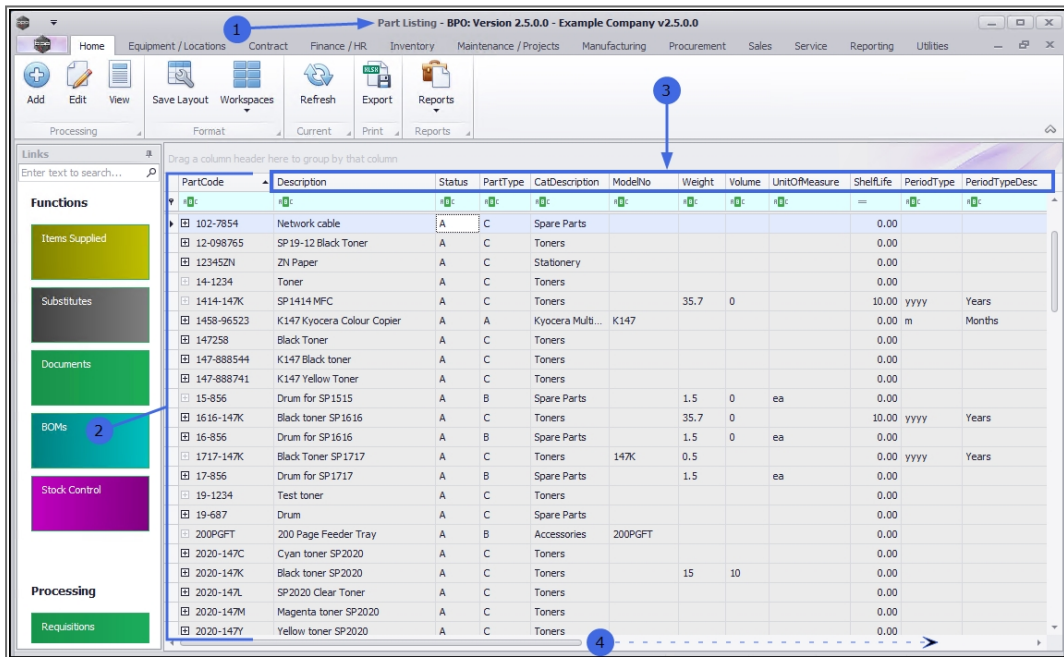 Part Listing - BPO: Version 2.5.0.0 - Example Company v2.5.0.0
1
Home Equipment / Locations Contract Finance / HR Inventory Maintenance / Projects Manufacturing Procurement Sales Service Reporting Utilities
Add Edit View Save Layout Workspaces Refresh Export Reports
3
Processing Format Current Print Reports
Links
Drag a column header here to group by that column
Enter text to search...
PartCode Description Status PartType CatDescription ModelNo Weight Volume UnitOfMeasure ShelfLife PeriodType PeriodTypeDesc
Functions
Items Supplied
Substitutes
Documents
BOMs
2
Stock Control
Processing
Requisitions
102-7854 Network cable A C Spare Parts 0.00
12-098765 SP19-12 Black Toner A C Toners 0.00
12345ZN ZN Paper A C Stationery 0.00
14-1234 Toner A C Toners 0.00
1414-147K SP1414 MFC A C Toners 35.7 0 10.00 yyyy Years
1458-96523 K147 Kyocera Colour Copier A A Kyocera Multi... K147 0.00 m Months
147258 Black Toner A C Toners 0.00
147-888544 K147 Black toner A C Toners 0.00
147-888741 K147 Yellow Toner A C Toners 0.00
15-856 Drum for SP1515 A B Spare Parts 1.5 0 ea 0.00
1616-147K Black toner SP1616 A C Toners 35.7 0 10.00 yyyy Years
16-856 Drum for SP1616 A B Spare Parts 1.5 0 ea 0.00
1717-147K Black Toner SP1717 A C Toners 147K 0.5 0.00 yyyy Years
17-856 Drum for SP1717 A B Spare Parts 1.5 ea 0.00
19-1234 Test toner A C Toners 0.00
19-687 Drum A C Spare Parts 0.00
200PGFT 200 Page Feeder Tray A B Accessories 200PGFT 0.00
2020-147C Cyan toner SP2020 A C Toners 0.00
2020-147K Black toner SP2020 A C Toners 15 10 0.00
2020-147L SP2020 Clear Toner A C Toners 0.00
2020-147M Magenta toner SP2020 A C Toners 0.00
2020-147Y Yellow toner SP2020 A C Toners 0.00
4